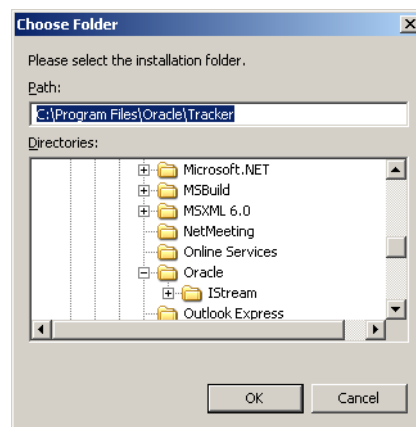 Choose Folder
Please select the installation folder.
Path:
C:\Program Files\Oracle\Tracker
Directories:
Microsoft.NET
MSBuild
MSXML 6.0
NetMeeting
Online Services
Oracle
IStream
Outlook Express
OK Cancel